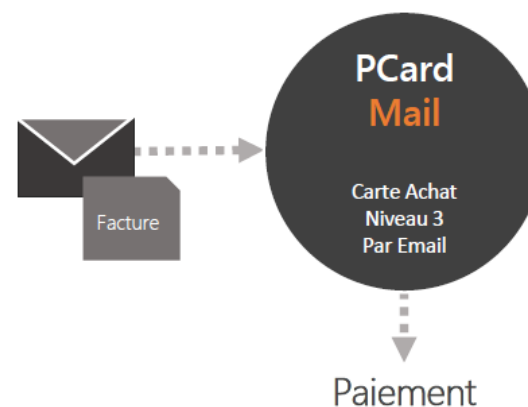 PCard
Mail
Carte Achat
Niveau 3
Par Email
Facture
Paiement